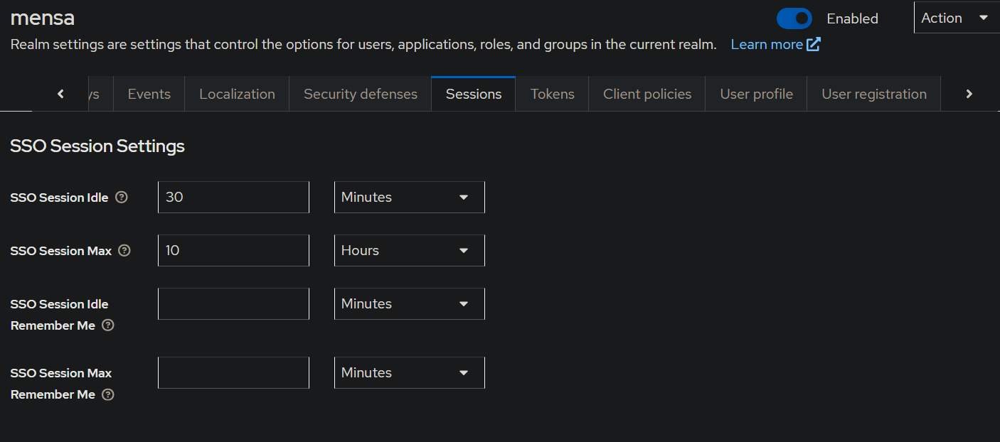 mensa
Enabled
Action
Realm settings are settings that control the options for users, applications, roles, and groups in the current realm. Learn more
Events Localization Security defenses Sessions Tokens Client policies User profile User registration
SSO Session Settings
SSO Session Idle 30 Minutes
SSO Session Max 10 Hours
SSO Session Idle
Remember Me
Minutes
SSO Session Max
Remember Me
Minutes